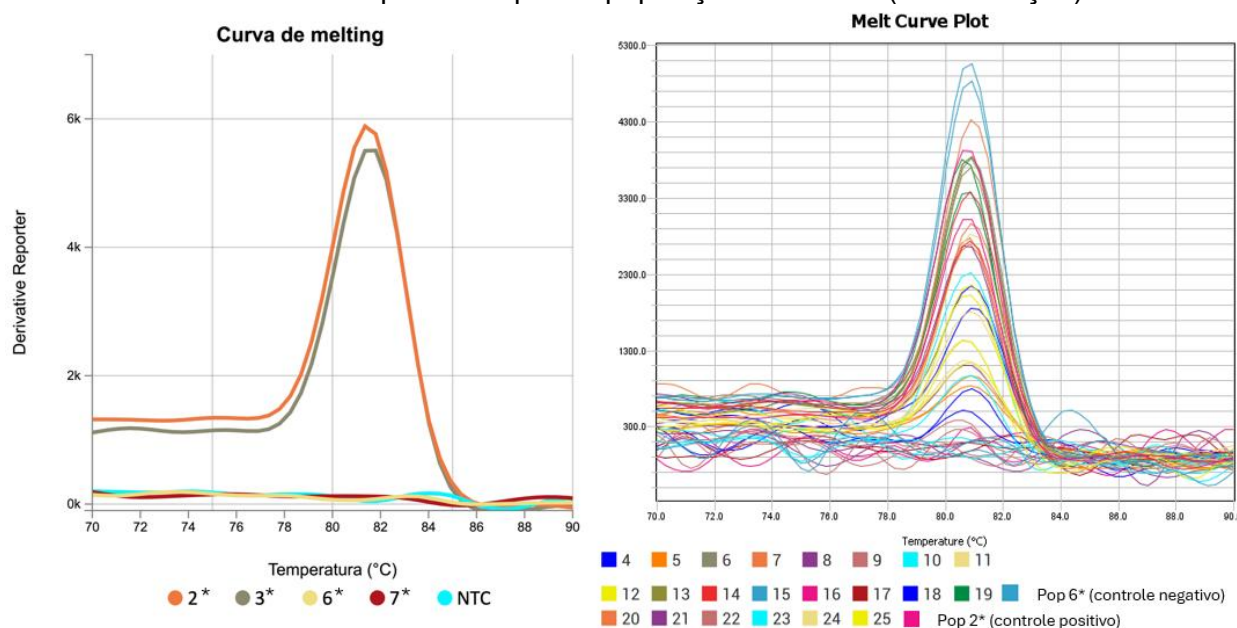 Curva de melting
6k
4k
2k
0k
Derivative Reporter
70 72 74 76 78 80 82 84 86 88 90
Temperatura (°C)
2* 3* 6* 7* NTC
Melt Curve Plot
5300.0
4300.0
3300.0
2300.0
1300.0
300.0
70.0 72.0 74.0 76.0 78.0 80.0 82.0 84.0 86.0 88.0 90.
Temperature (°C)
4 5 6 7 8 9 10 11
12 13 14 15 16 17 18 19 Pop 6* (controle negativo)
20 21 22 23 24 25 Pop 2* (controle positivo)